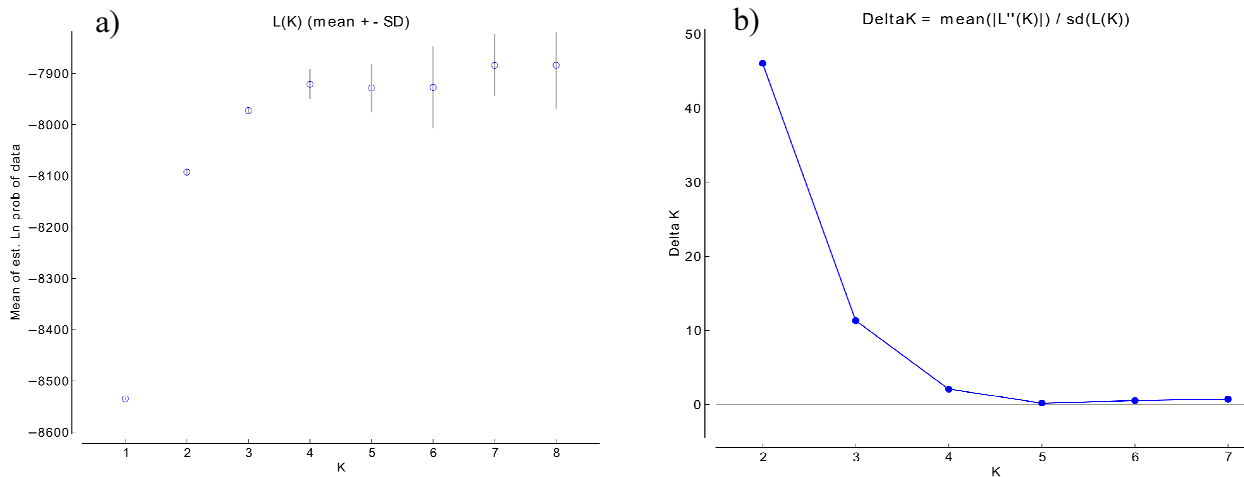 a)
L(K) (mean + - SD)
Mean of est. Ln prob of data
−7900
−8000
−8100
−8200
−8300
−8400
−8500
−8600
1 2 3 4 5 6 7 8
K
b)
DeltaK = mean(|L''(K)|) / sd(L(K))
Delta K
50
40
30
20
10
0
2 3 4 5 6 7
K